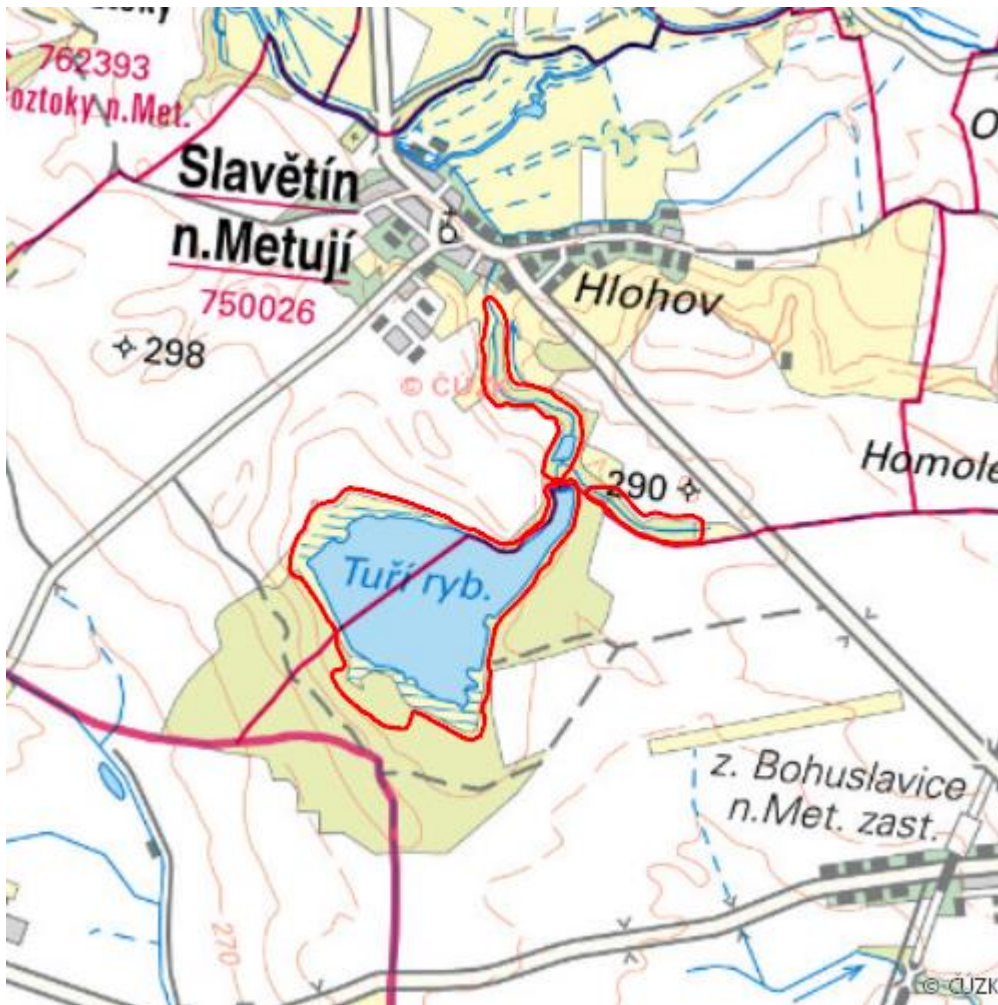 762393
oztoky n.Met.
Slavětín
n.Metují
750026
Hlohov
298
© ČÚZK
290
Homole
Tuří ryb.
z. Bohuslavice
n.Met. zast.
270
© ČÚZK